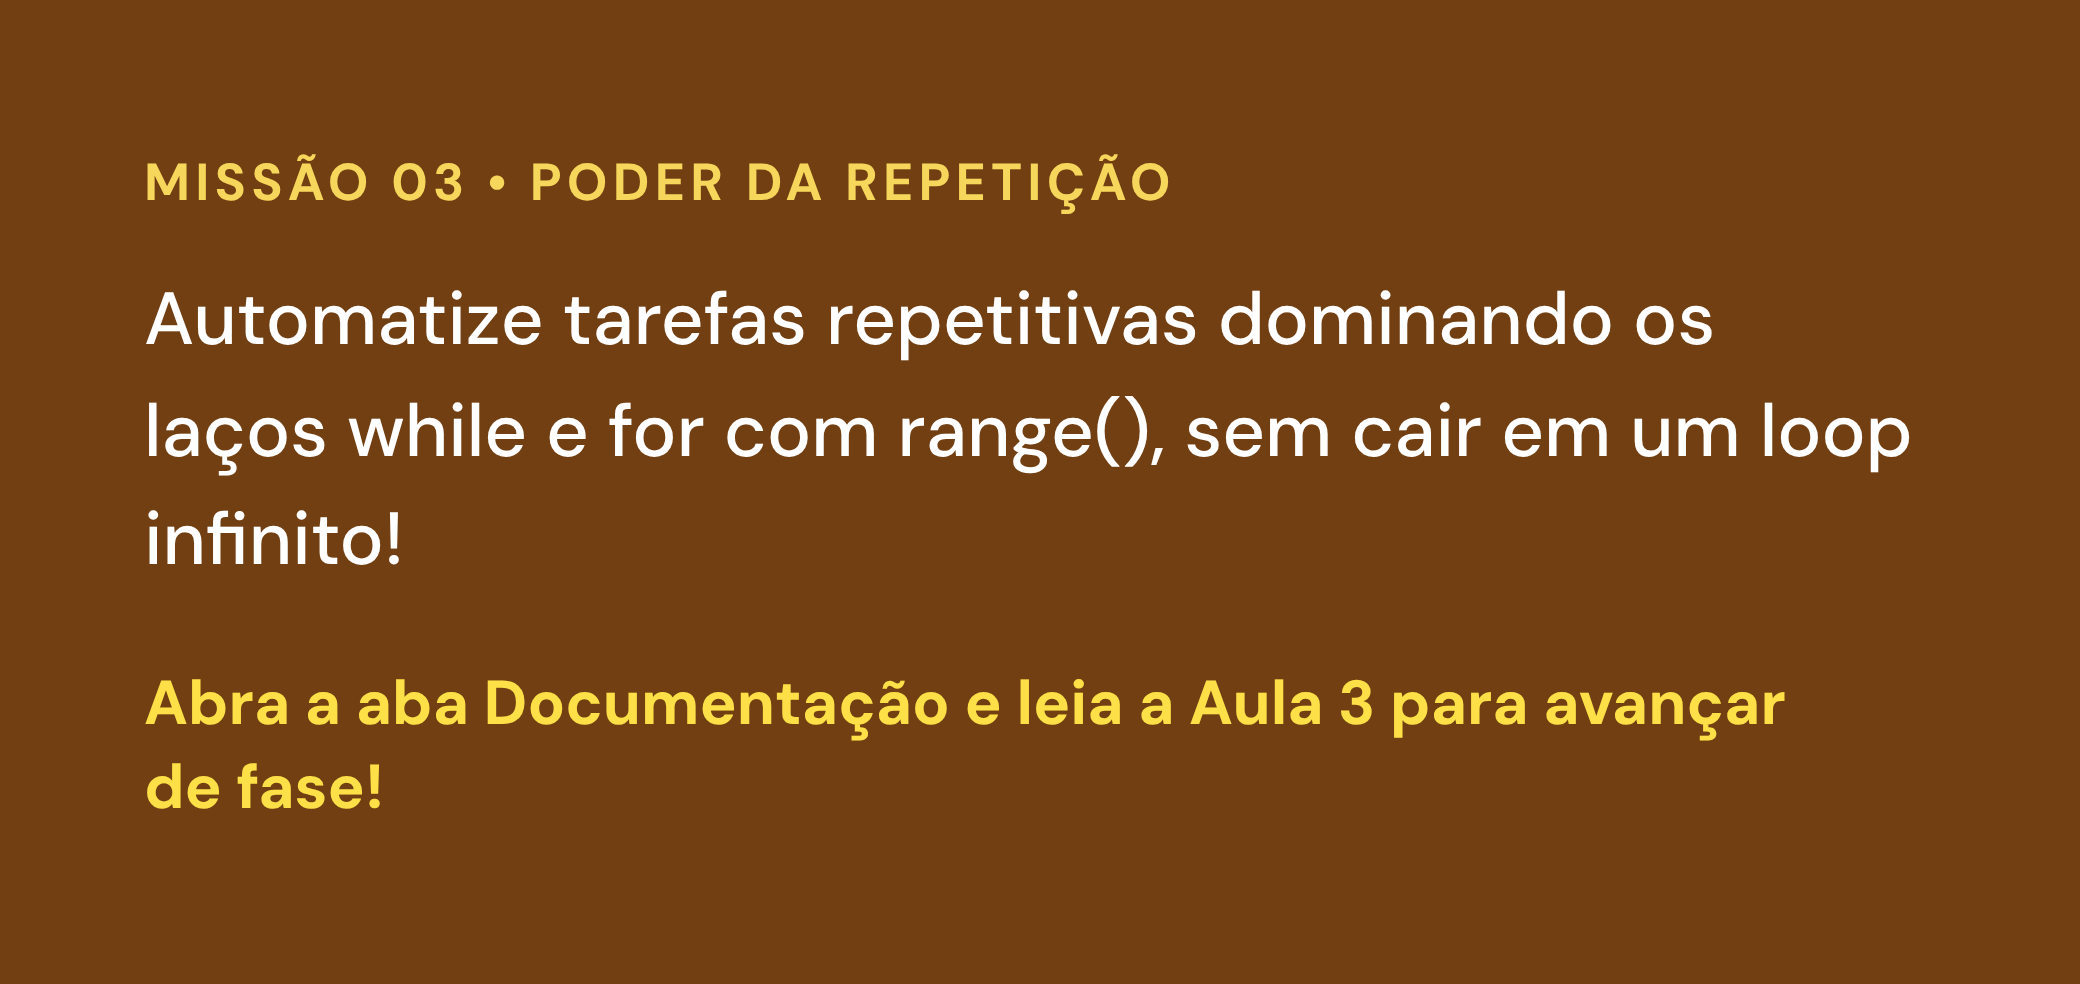 MISSÃO 03 • PODER DA REPETIÇÃO
Automatize tarefas repetitivas dominando os
laços while e for com range(), sem cair em um loop
infinito!
Abra a aba Documentação e leia a Aula 3 para avançar
de fase!